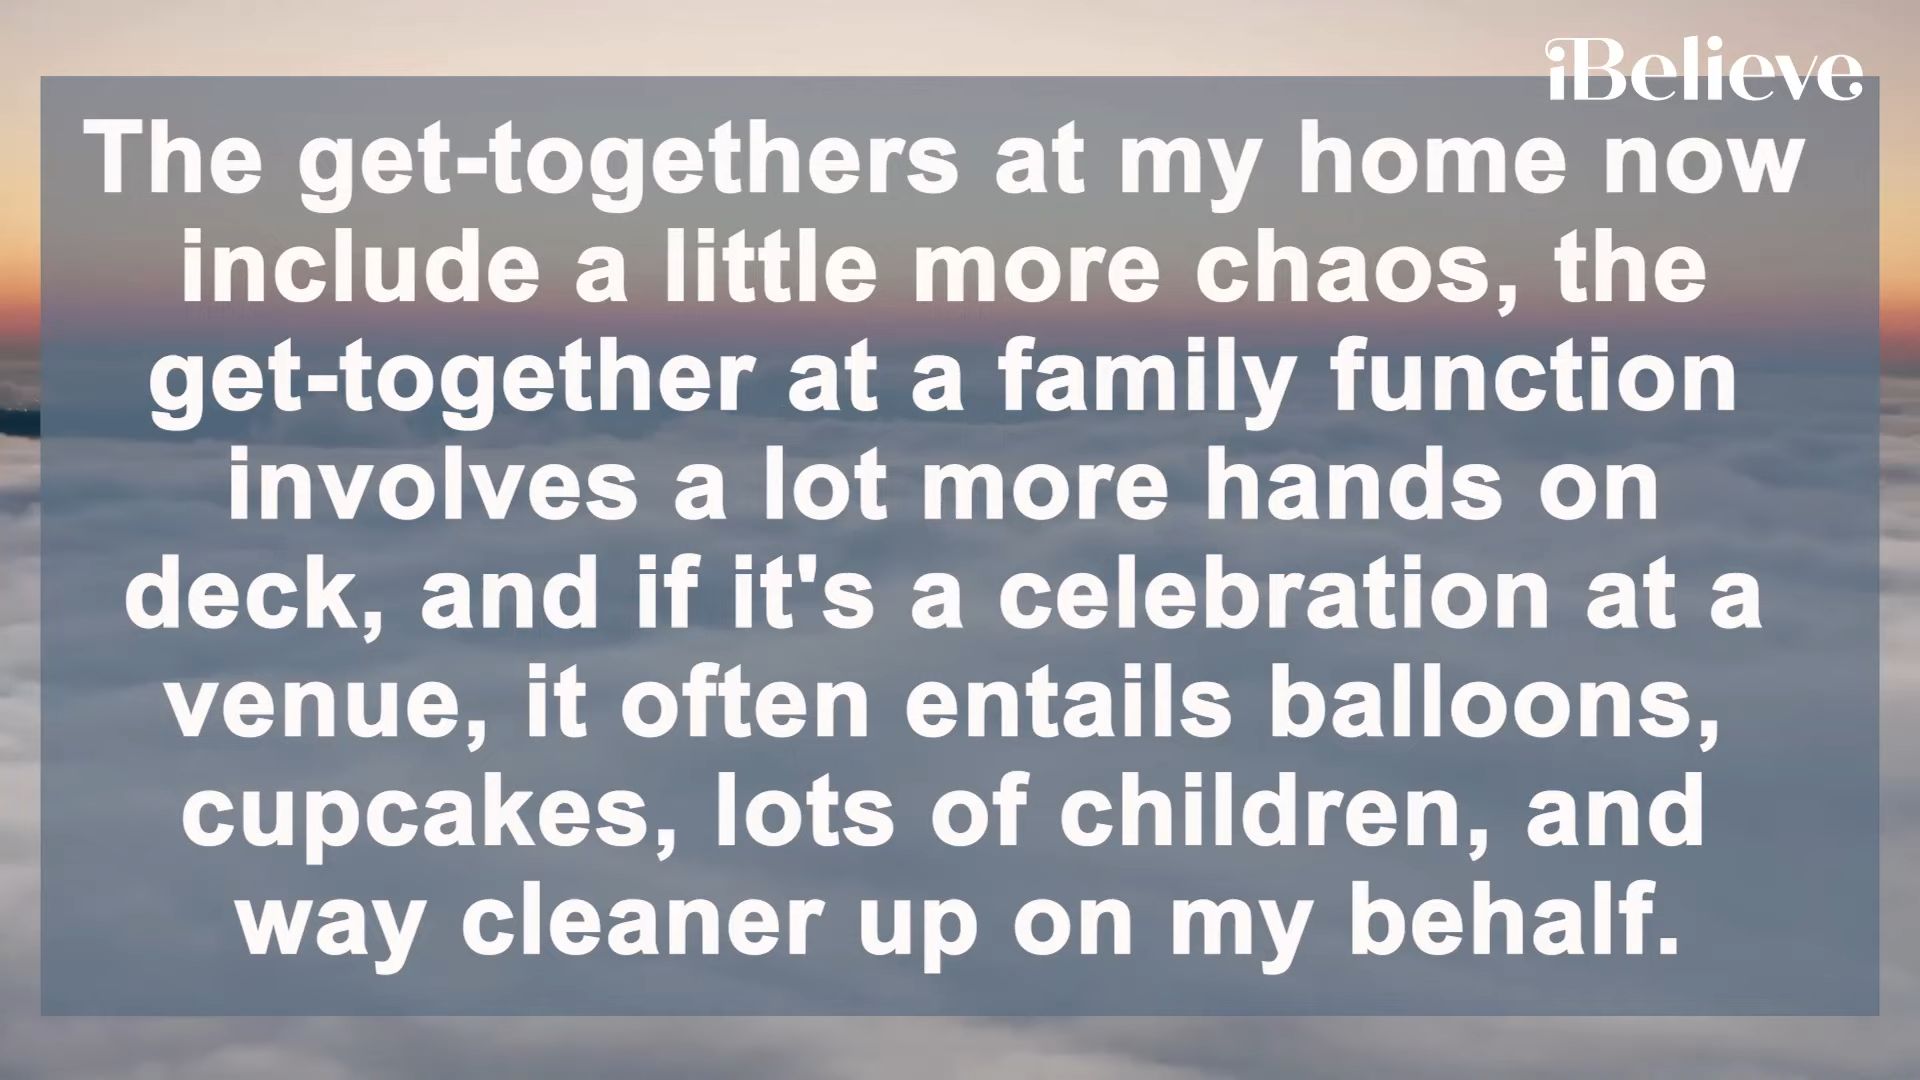 iBelieve
The get-togethers at my home now
include a little more chaos, the
get-together at a family function
involves a lot more hands on
deck, and if it's a celebration at a
venue, it often entails balloons,
cupcakes, lots of children, and
way cleaner up on my behalf.